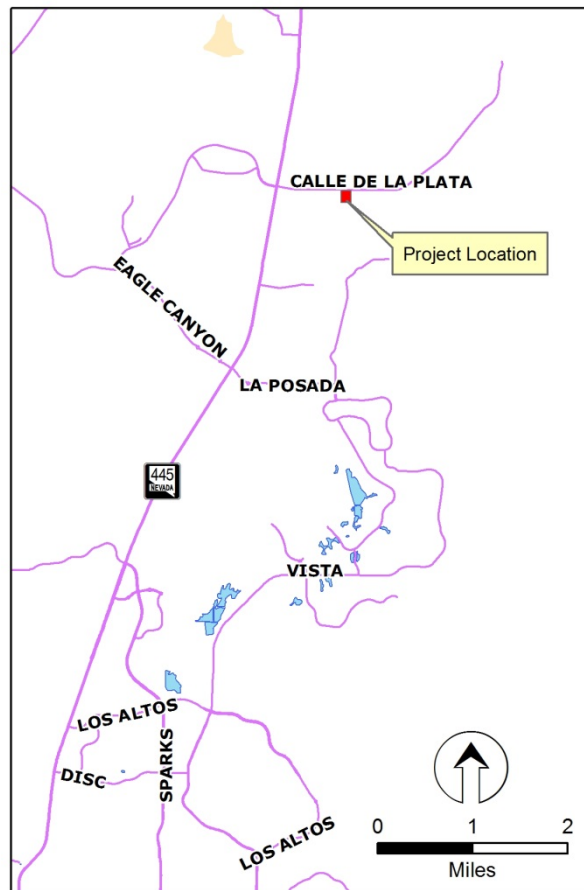 CALLE DE LA PLATA
Project Location
EAGLE CANYON
LA POSADA
445
NEVADA
VISTA
LOS ALTOS
SPARKS
DISC
LOS ALTOS
0 1 2
Miles